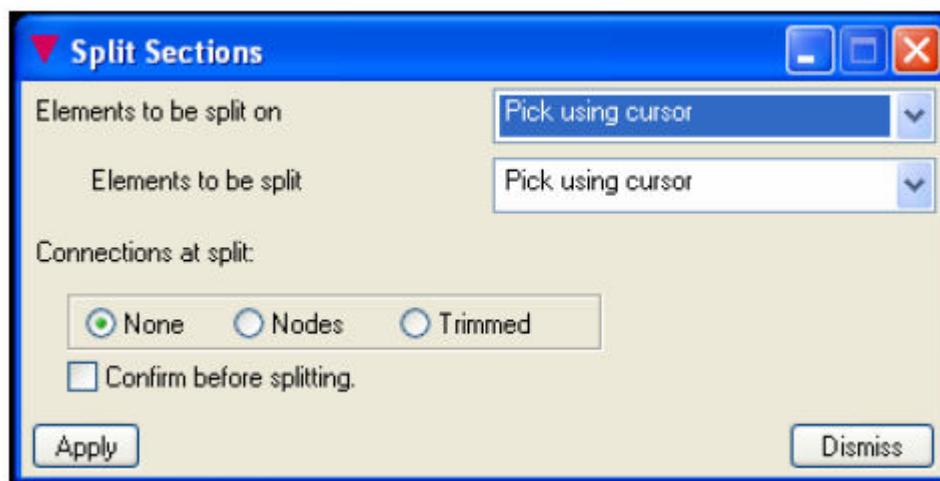 Split Sections
Elements to be split on Pick using cursor
Elements to be split Pick using cursor
Connections at split:
None Nodes Trimmed
Confirm before splitting.
Apply Dismiss